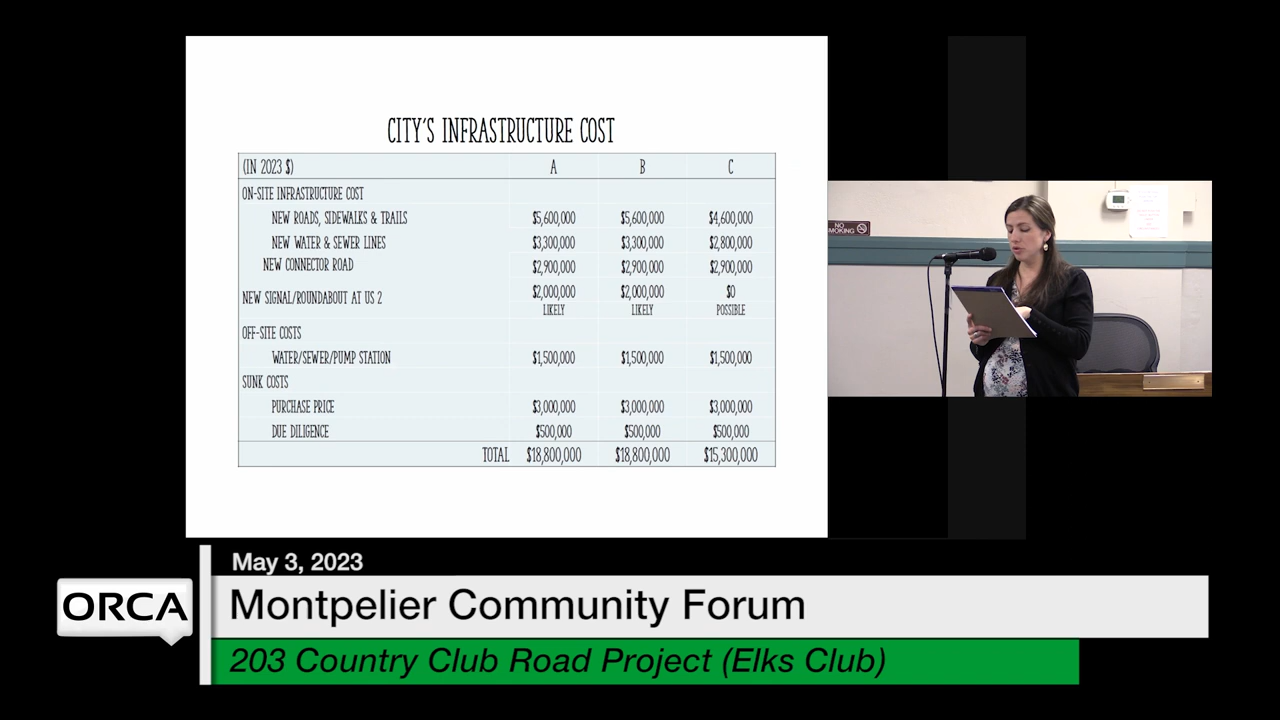 CITY'S INFRASTRUCTURE COST
(IN 2023 $) A B C
ON-SITE INFRASTRUCTURE COST
NEW ROADS, SIDEWALKS & TRAILS $5,600,000 $5,600,000 $4,600,000
NEW WATER & SEWER LINES $3,300,000 $3,300,000 $2,800,000
NEW CONNECTOR ROAD $2,900,000 $2,900,000 $2,900,000
NEW SIGNAL/ROUNDABOUT AT US 2 $2,000,000 $2,000,000 $0
LIKELY LIKELY POSSIBLE
OFF-SITE COSTS
WATER/SEWER/PUMP STATION $1,500,000 $1,500,000 $1,500,000
SUNK COSTS
PURCHASE PRICE $3,000,000 $3,000,000 $3,000,000
DUE DILIGENCE $500,000 $500,000 $500,000
TOTAL $18,800,000 $18,800,000 $15,300,000
NO
SMOKING
May 3, 2023
ORCA
Montpelier Community Forum
203 Country Club Road Project (Elks Club)